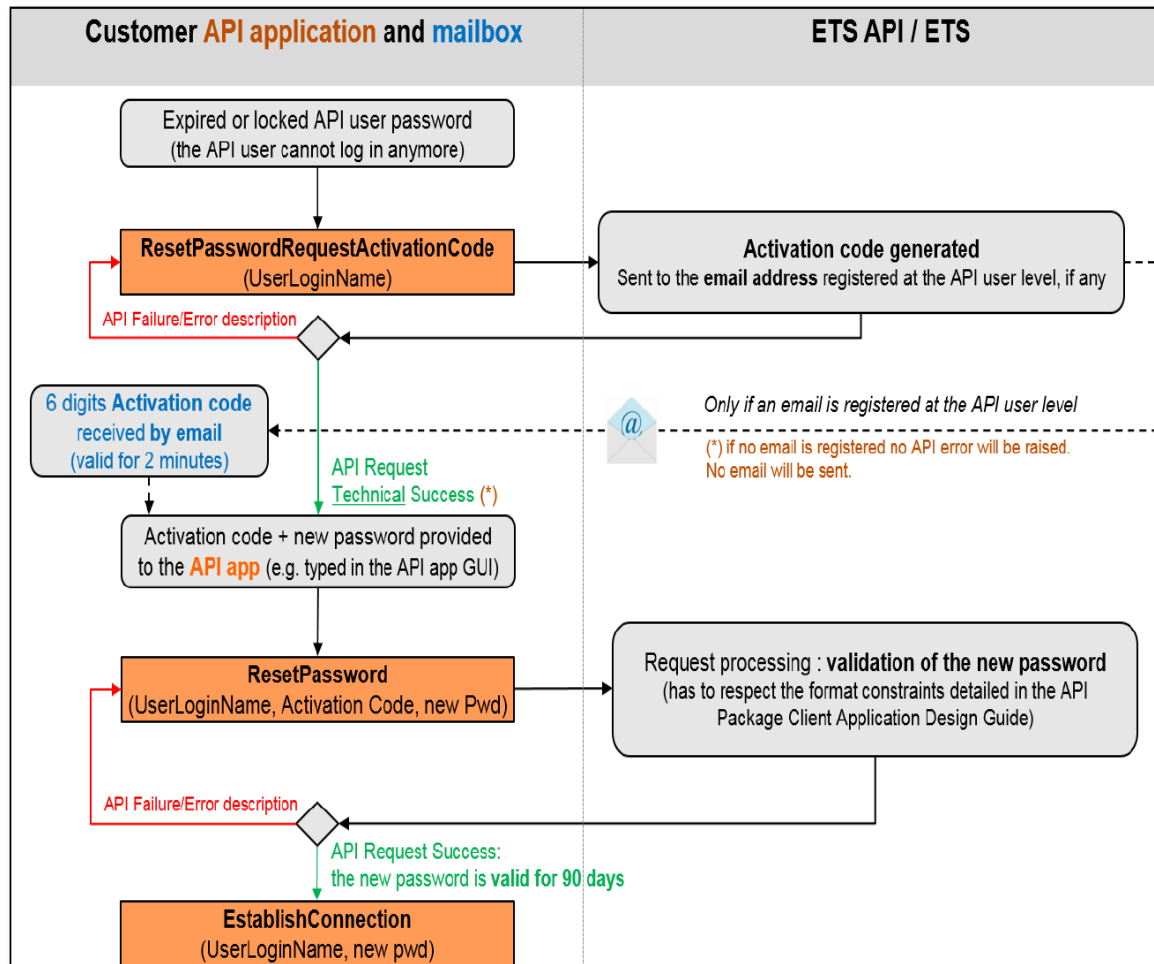 Customer API application and mailbox
ETS API / ETS
Expired or locked API user password
(the API user cannot log in anymore)
ResetPasswordRequestActivationCode
(UserLoginName)
Activation code generated
Sent to the email address registered at the API user level, if any
API Failure/Error description
6 digits Activation code
received by email
(valid for 2 minutes)
@
Only if an email is registered at the API user level
(*) if no email is registered no API error will be raised.
No email will be sent.
API Request
Technical Success (*)
Activation code + new password provided
to the API app (e.g. typed in the API app GUI)
ResetPassword
(UserLoginName, Activation Code, new Pwd)
Request processing : validation of the new password
(has to respect the format constraints detailed in the API
Package Client Application Design Guide)
API Failure/Error description
API Request Success:
the new password is valid for 90 days
EstablishConnection
(UserLoginName, new pwd)